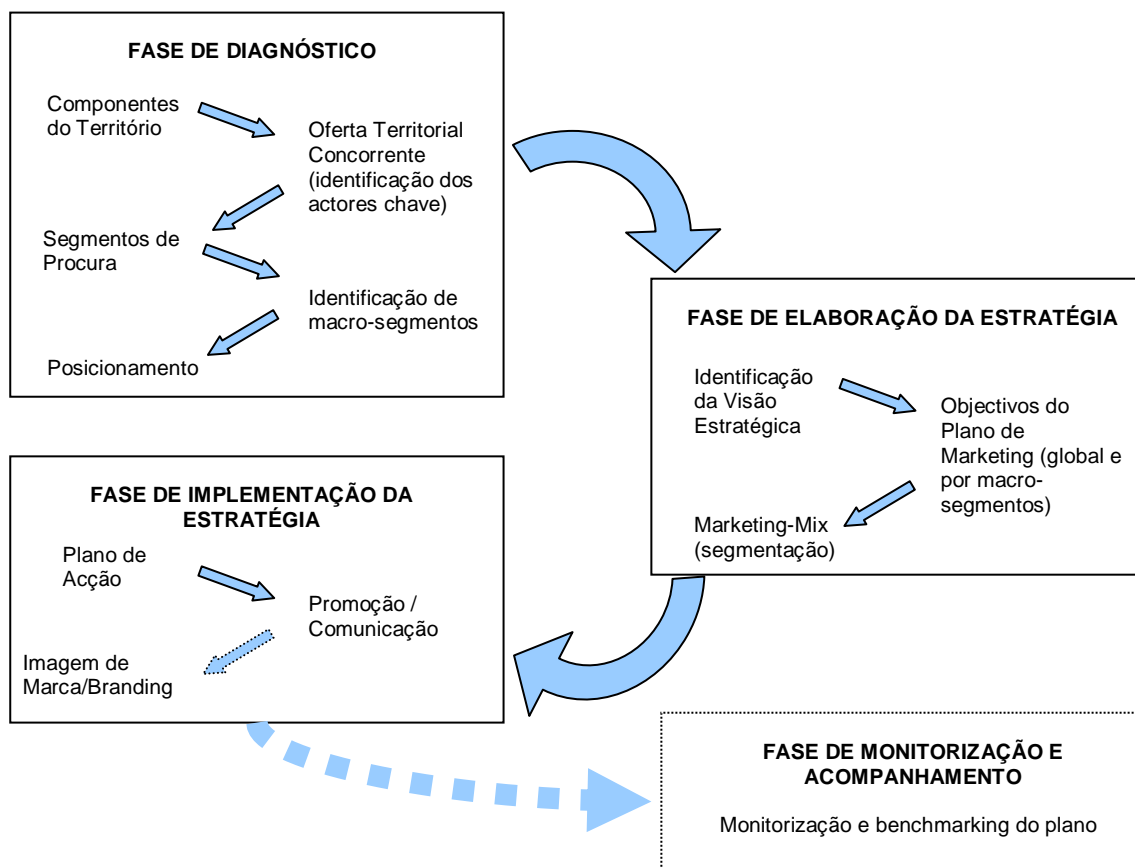 FASE DE DIAGNÓSTICO
Componentes
do Território
Oferta Territorial
Concorrente
(identificação dos
actores chave)
Segmentos de
Procura
Identificação de
macro-segmentos
Posicionamento
FASE DE ELABORAÇÃO DA ESTRATÉGIA
Identificação
da Visão
Estratégica
Objectivos do
Plano de
Marketing (global e
por macro-
segmentos)
Marketing-Mix
(segmentação)
FASE DE IMPLEMENTAÇÃO DA
ESTRATÉGIA
Plano de
Acção
Promoção /
Comunicação
Imagem de
Marca/Branding
FASE DE MONITORIZAÇÃO E
ACOMPANHAMENTO
Monitorização e benchmarking do plano